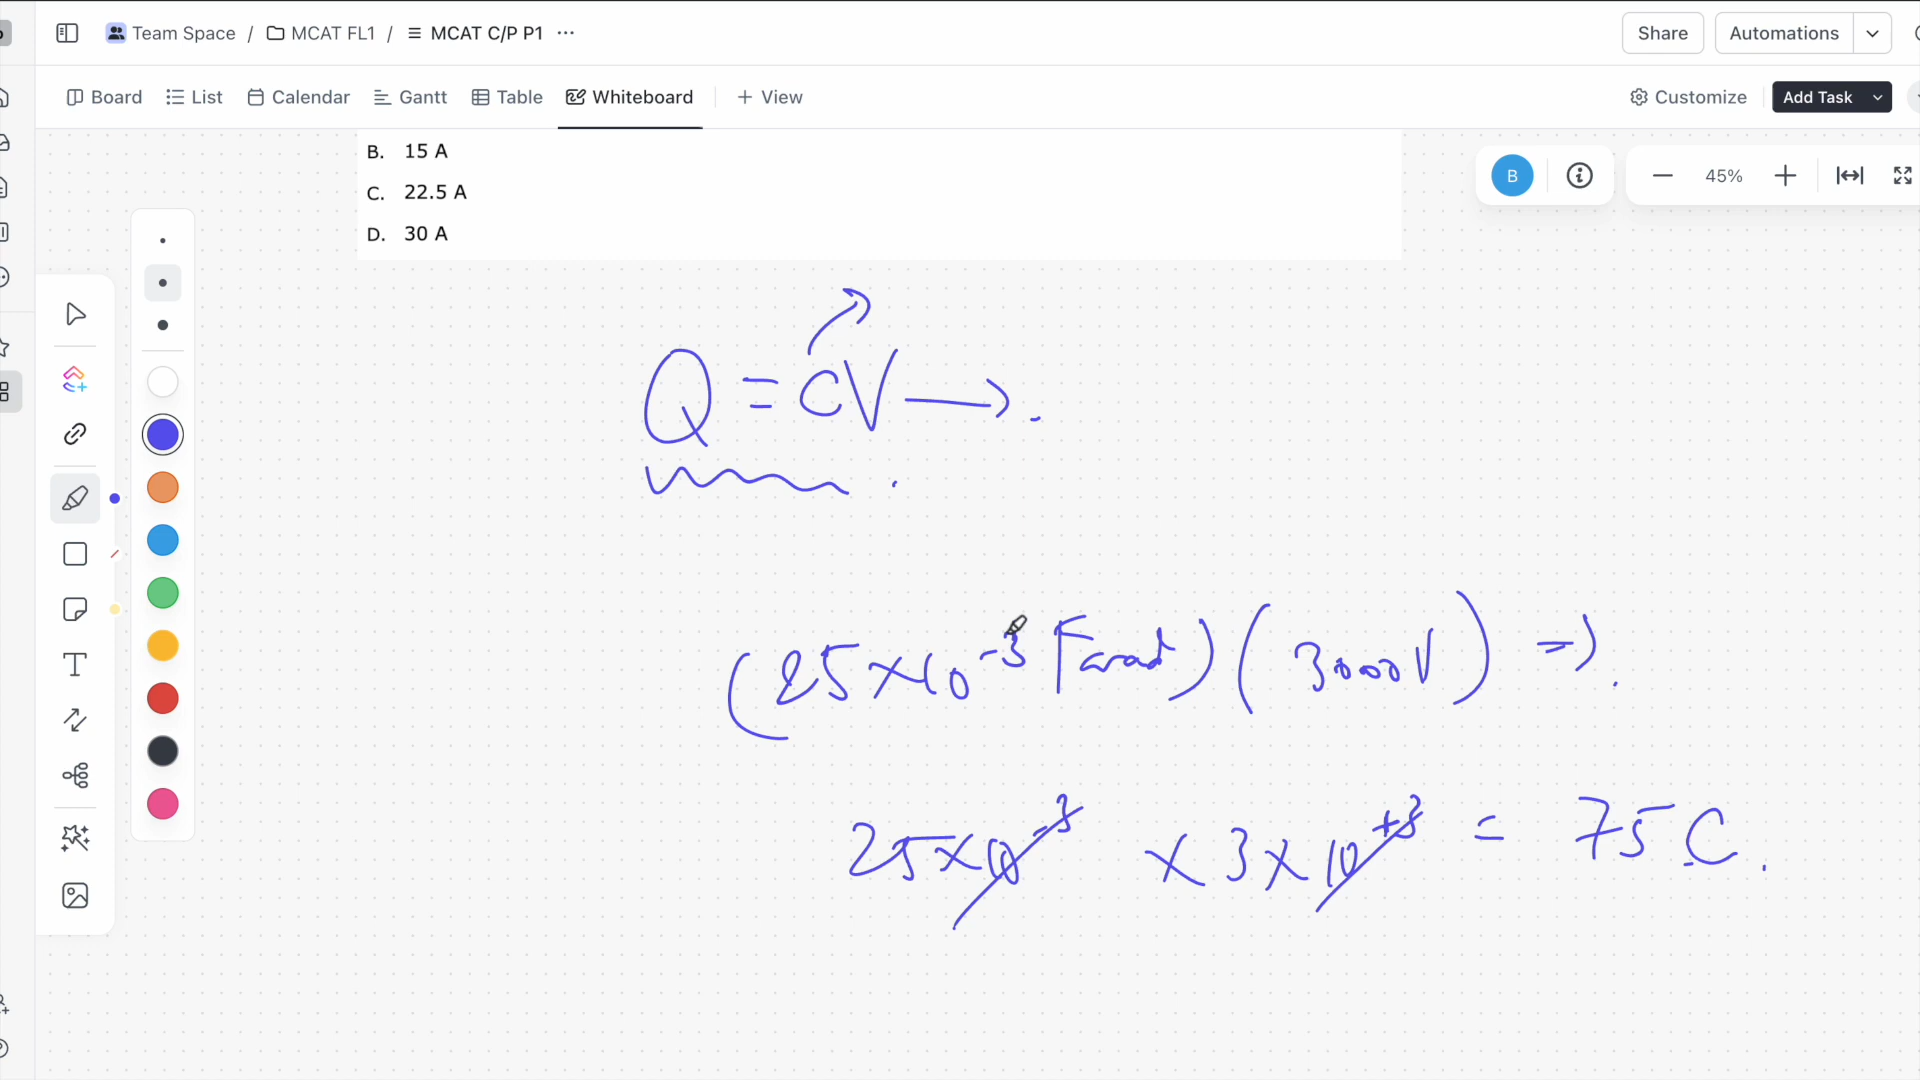 Team Space / MCAT FL1 / MCAT C/P P1 ...
Share
Automations
Board
List
Calendar
Gantt
Table
Whiteboard
+ View
Customize
Add Task
B. 15 A
C. 22.5 A
D. 30 A
B
45%
T
Q = CV →.
(25 × 10⁻³ Farad) (3000V) ⇒.
25 × 10⁻³ × 3 × 10⁺³ = 75 C.